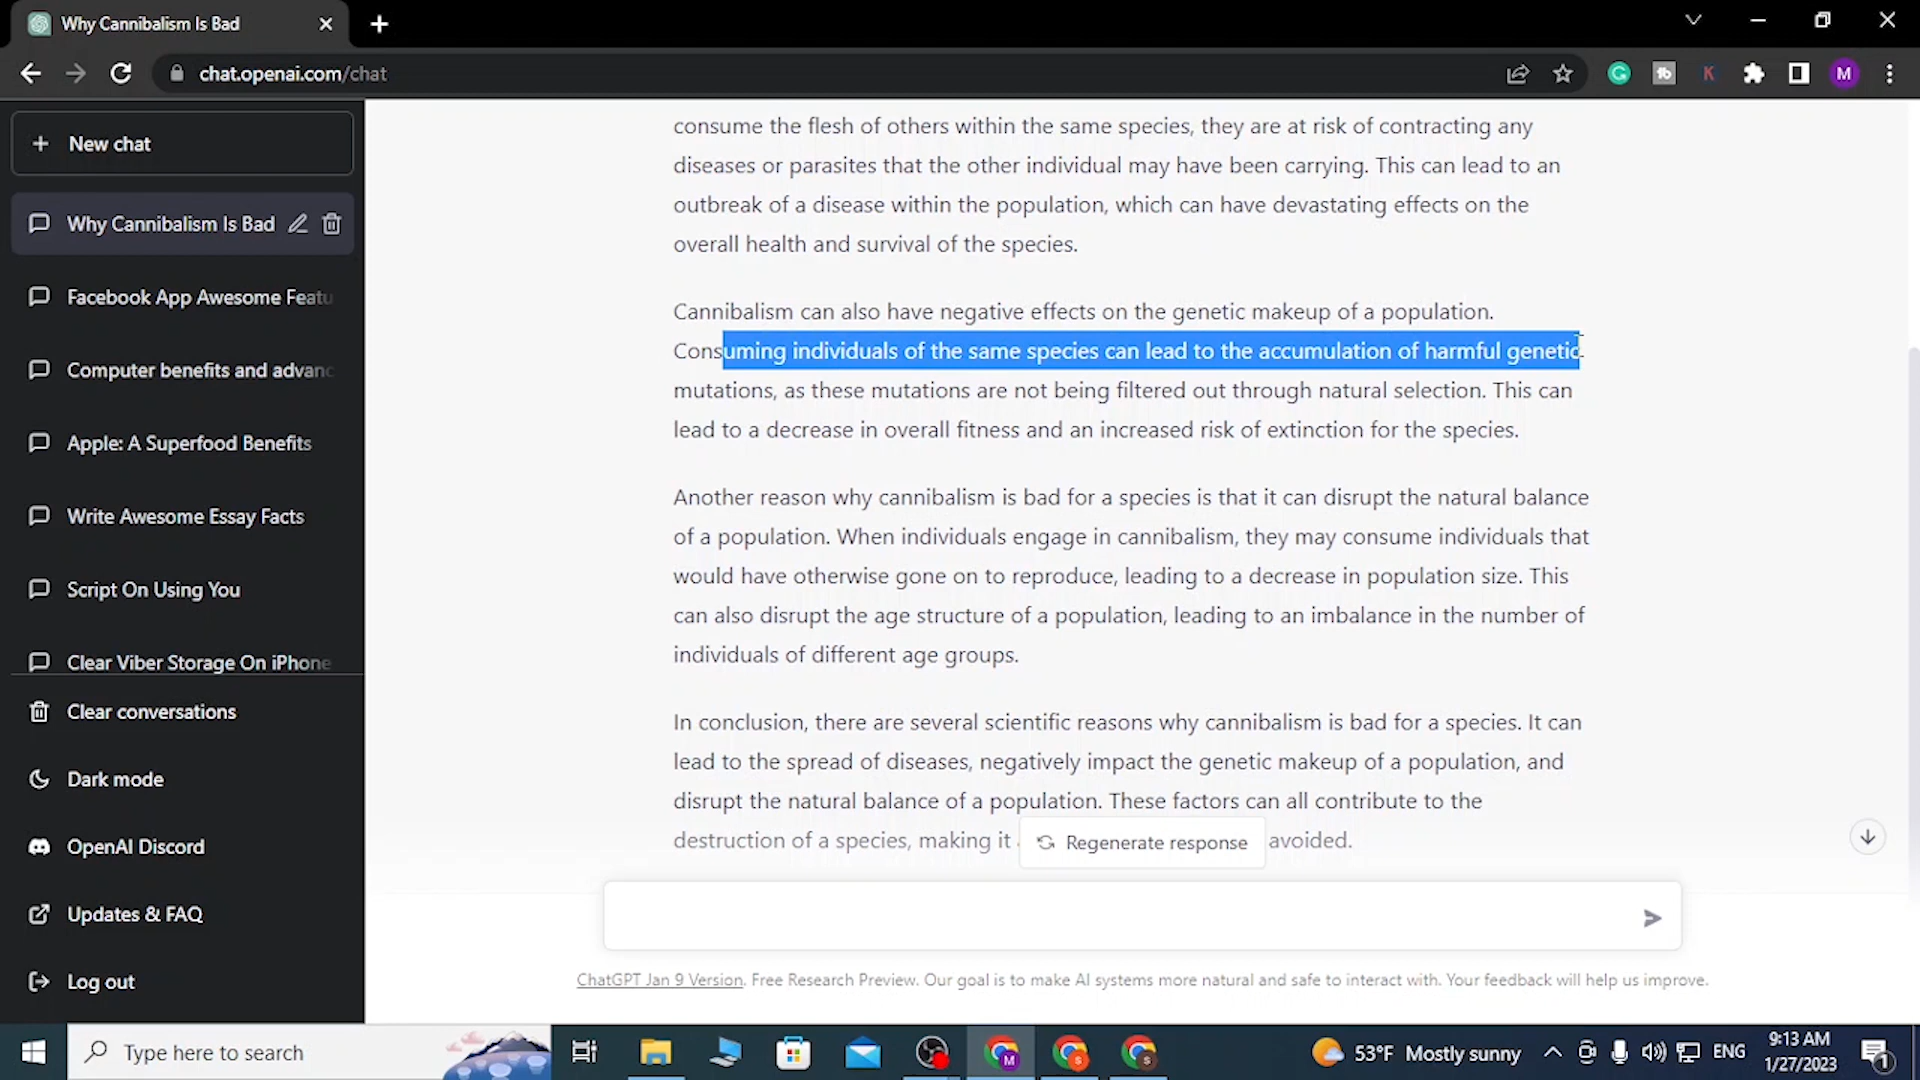 Why Cannibalism Is Bad
chat.openai.com/chat
M
New chat
Why Cannibalism Is Bad
Facebook App Awesome Featu
Computer benefits and advanc
Apple: A Superfood Benefits
Write Awesome Essay Facts
Script On Using You
Clear Viber Storage On iPhone
Clear conversations
Dark mode
OpenAI Discord
Updates & FAQ
Log out
consume the flesh of others within the same species, they are at risk of contracting any
diseases or parasites that the other individual may have been carrying. This can lead to an
outbreak of a disease within the population, which can have devastating effects on the
overall health and survival of the species.
Cannibalism can also have negative effects on the genetic makeup of a population.
Consuming individuals of the same species can lead to the accumulation of harmful genetic
mutations, as these mutations are not being filtered out through natural selection. This can
lead to a decrease in overall fitness and an increased risk of extinction for the species.
Another reason why cannibalism is bad for a species is that it can disrupt the natural balance
of a population. When individuals engage in cannibalism, they may consume individuals that
would have otherwise gone on to reproduce, leading to a decrease in population size. This
can also disrupt the age structure of a population, leading to an imbalance in the number of
individuals of different age groups.
In conclusion, there are several scientific reasons why cannibalism is bad for a species. It can
lead to the spread of diseases, negatively impact the genetic makeup of a population, and
disrupt the natural balance of a population. These factors can all contribute to the
destruction of a species, making it avoided.
Regenerate response
ChatGPT Jan 9 Version. Free Research Preview. Our goal is to make AI systems more natural and safe to interact with. Your feedback will help us improve.
Type here to search
53°F Mostly sunny
ENG
9:13 AM
1/27/2023
1